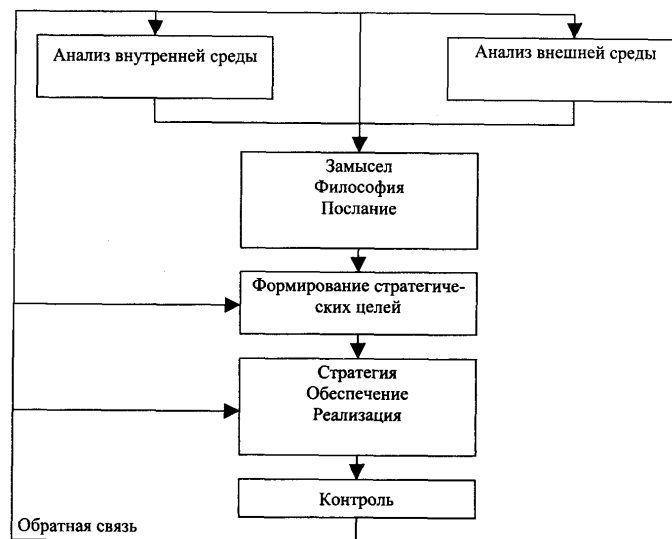 Анализ внутренней среды
Анализ внешней среды
Замысел
Философия
Послание
Формирование стратегиче-
ских целей
Стратегия
Обеспечение
Реализация
Контроль
Обратная связь